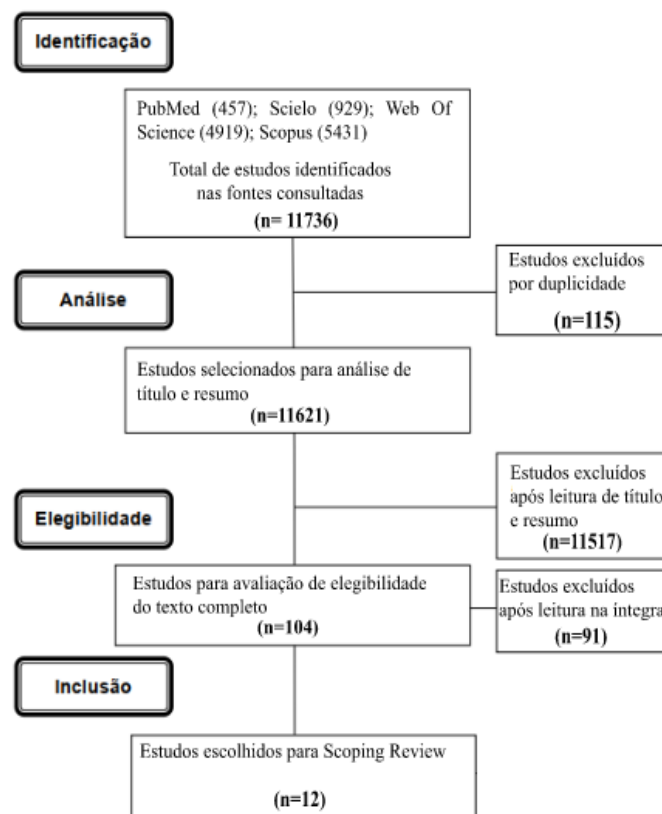 Identificação
PubMed (457); Scielo (929); Web Of
Science (4919); Scopus (5431)
Total de estudos identificados
nas fontes consultadas
(n= 11736)
Estudos excluídos
por duplicidade
(n=115)
Análise
Estudos selecionados para análise de
título e resumo
(n=11621)
Estudos excluídos
após leitura de título
e resumo
(n=11517)
Elegibilidade
Estudos para avaliação de elegibilidade
do texto completo
(n=104)
Estudos excluídos
após leitura na íntegra
(n=91)
Inclusão
Estudos escolhidos para Scoping Review
(n=12)